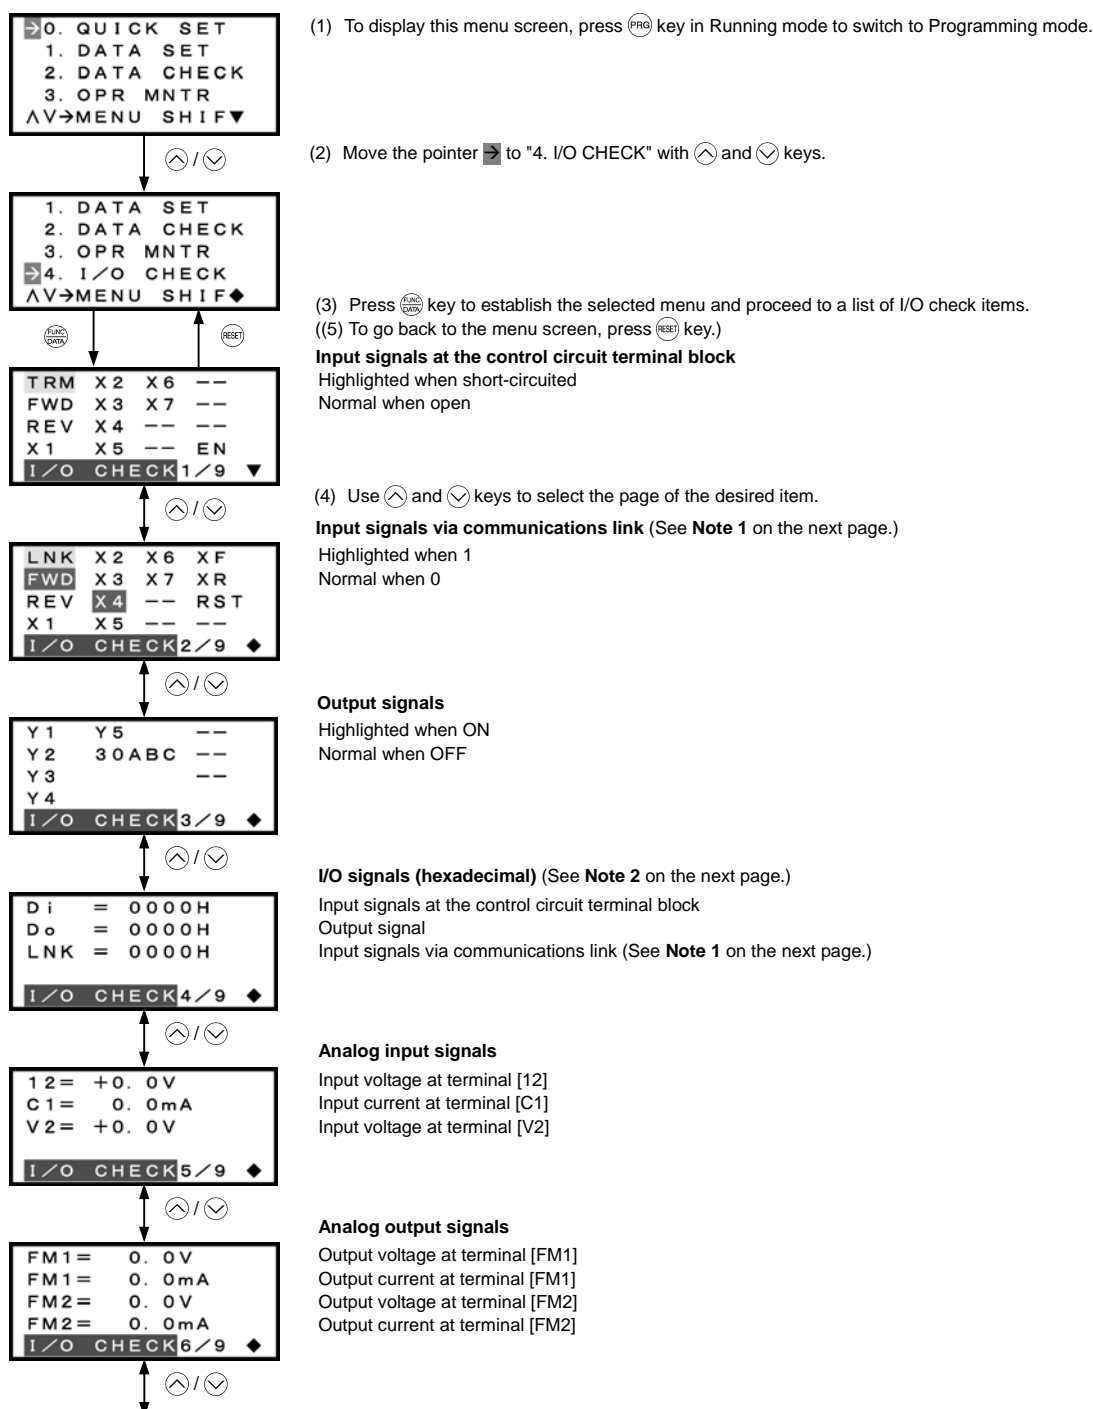 →0. QUICK SET
1. DATA SET
2. DATA CHECK
3. OPR MNTR
∧∨→MENU SHIF▼
(1) To display this menu screen, press PRG key in Running mode to switch to Programming mode.
∧ / ∨
(2) Move the pointer → to "4. I/O CHECK" with ∧ and ∨ keys.
1. DATA SET
2. DATA CHECK
3. OPR MNTR
→4. I/O CHECK
∧∨→MENU SHIF◆
FUNC DATA
RESET
(3) Press FUNC DATA key to establish the selected menu and proceed to a list of I/O check items.
((5) To go back to the menu screen, press RESET key.)
Input signals at the control circuit terminal block
Highlighted when short-circuited
Normal when open
TRM X2 X6 --
FWD X3 X7 --
REV X4 -- --
X1 X5 -- EN
I/O CHECK 1/9 ▼
∧ / ∨
(4) Use ∧ and ∨ keys to select the page of the desired item.
Input signals via communications link (See Note 1 on the next page.)
Highlighted when 1
Normal when 0
LNK X2 X6 XF
FWD X3 X7 XR
REV X4 -- RST
X1 X5 -- --
I/O CHECK 2/9 ◆
∧ / ∨
Output signals
Highlighted when ON
Normal when OFF
Y1 Y5 --
Y2 30ABC --
Y3 --
Y4
I/O CHECK 3/9 ◆
∧ / ∨
I/O signals (hexadecimal) (See Note 2 on the next page.)
Input signals at the control circuit terminal block
Output signal
Input signals via communications link (See Note 1 on the next page.)
Di = 0000H
Do = 0000H
LNK = 0000H
I/O CHECK 4/9 ◆
∧ / ∨
Analog input signals
Input voltage at terminal [12]
Input current at terminal [C1]
Input voltage at terminal [V2]
12= +0. 0V
C1= 0. 0mA
V2= +0. 0V
I/O CHECK 5/9 ◆
∧ / ∨
Analog output signals
Output voltage at terminal [FM1]
Output current at terminal [FM1]
Output voltage at terminal [FM2]
Output current at terminal [FM2]
FM1= 0. 0V
FM1= 0. 0mA
FM2= 0. 0V
FM2= 0. 0mA
I/O CHECK 6/9 ◆
∧ / ∨